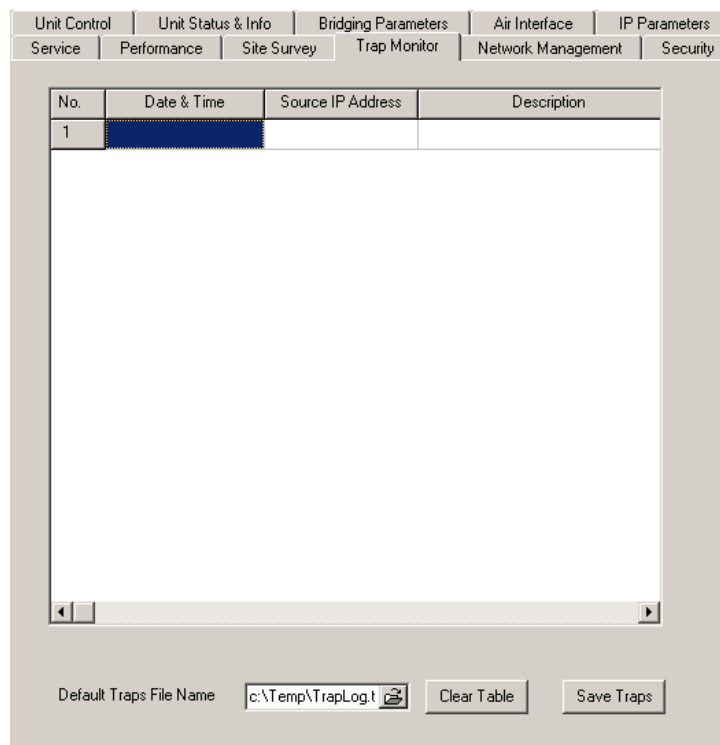 Unit Control Unit Status & Info Bridging Parameters Air Interface IP Parameters
Service Performance Site Survey Trap Monitor Network Management Security
No. Date & Time Source IP Address Description
1
Default Traps File Name c:\Temp\TrapLog.t Clear Table Save Traps